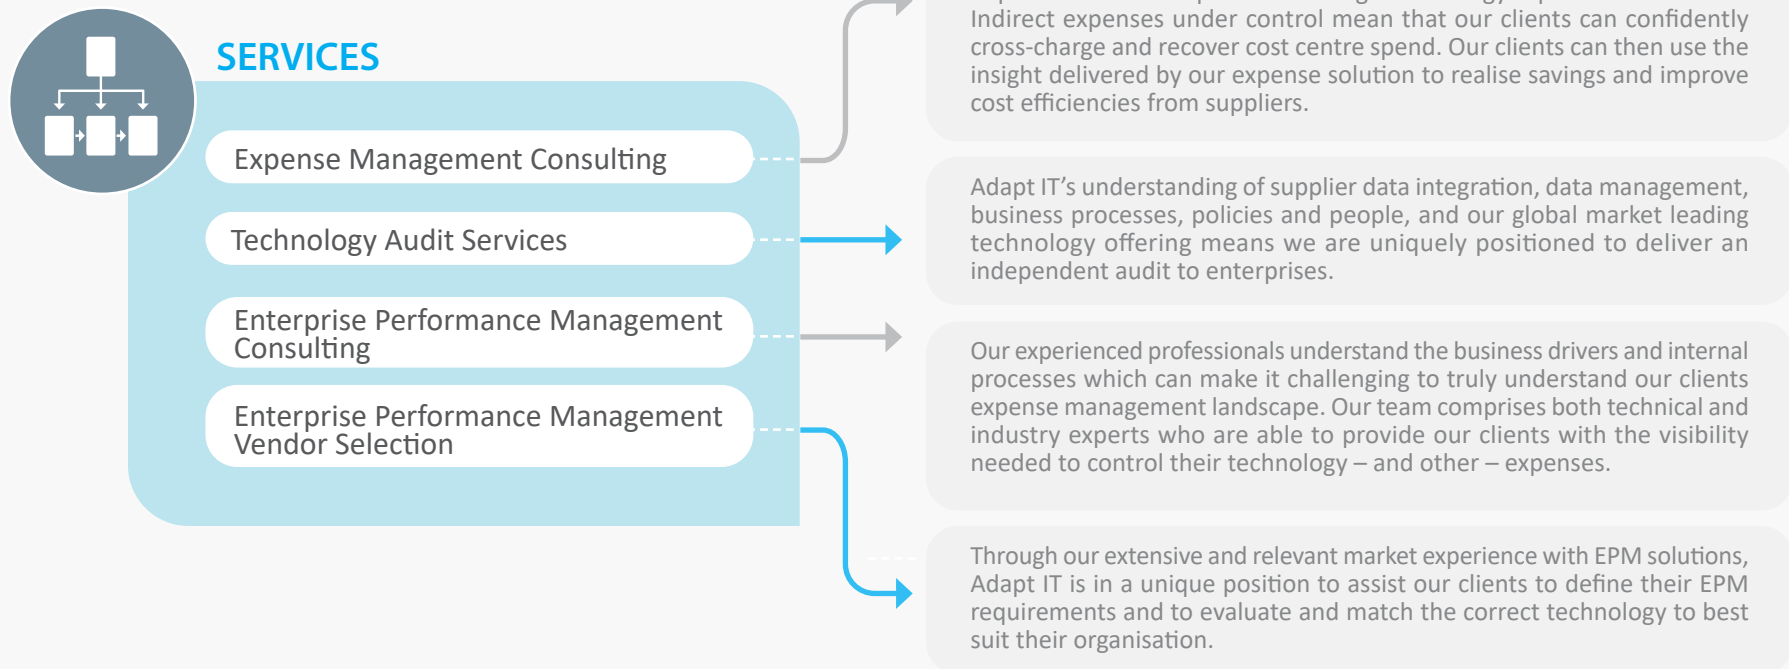 SERVICES
Expense Management Consulting
Technology Audit Services
Enterprise Performance Management
Consulting
Enterprise Performance Management
Vendor Selection
Indirect expenses under control mean that our clients can confidently
cross-charge and recover cost centre spend. Our clients can then use the
insight delivered by our expense solution to realise savings and improve
cost efficiencies from suppliers.
Adapt IT’s understanding of supplier data integration, data management,
business processes, policies and people, and our global market leading
technology offering means we are uniquely positioned to deliver an
independent audit to enterprises.
Our experienced professionals understand the business drivers and internal
processes which can make it challenging to truly understand our clients
expense management landscape. Our team comprises both technical and
industry experts who are able to provide our clients with the visibility
needed to control their technology – and other – expenses.
Through our extensive and relevant market experience with EPM solutions,
Adapt IT is in a unique position to assist our clients to define their EPM
requirements and to evaluate and match the correct technology to best
suit their organisation.